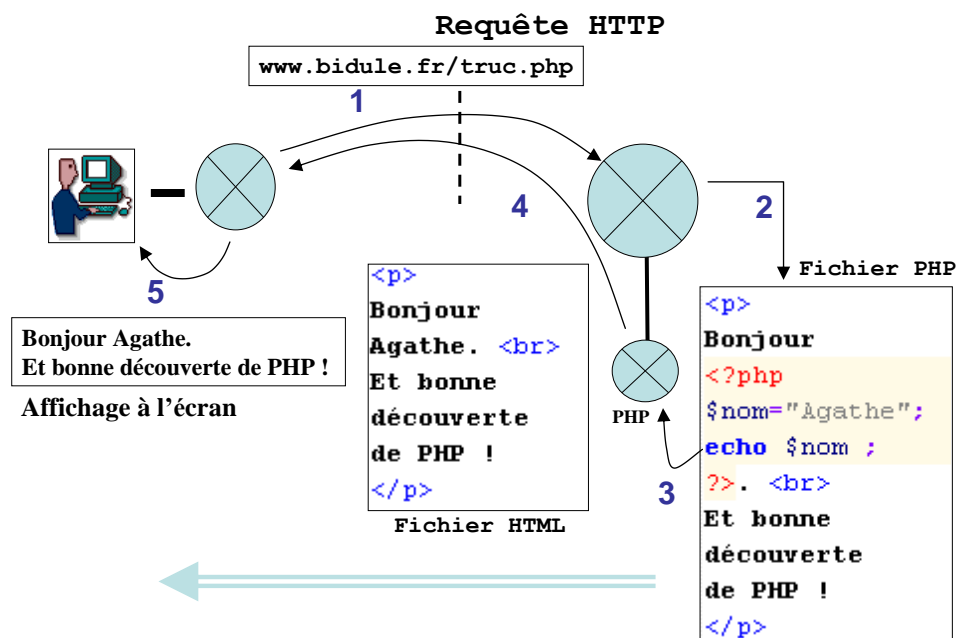 Requête HTTP
www.bidule.fr/truc.php
1
4
2
5
Bonjour Agathe.
Et bonne découverte de PHP !
Affichage à l'écran
<p>
Bonjour
Agathe. <br>
Et bonne
découverte
de PHP !
</p>
Fichier HTML
PHP
3
Fichier PHP
<p>
Bonjour
<?php
$nom="Agathe";
echo $nom ;
?>. <br>
Et bonne
découverte
de PHP !
</p>